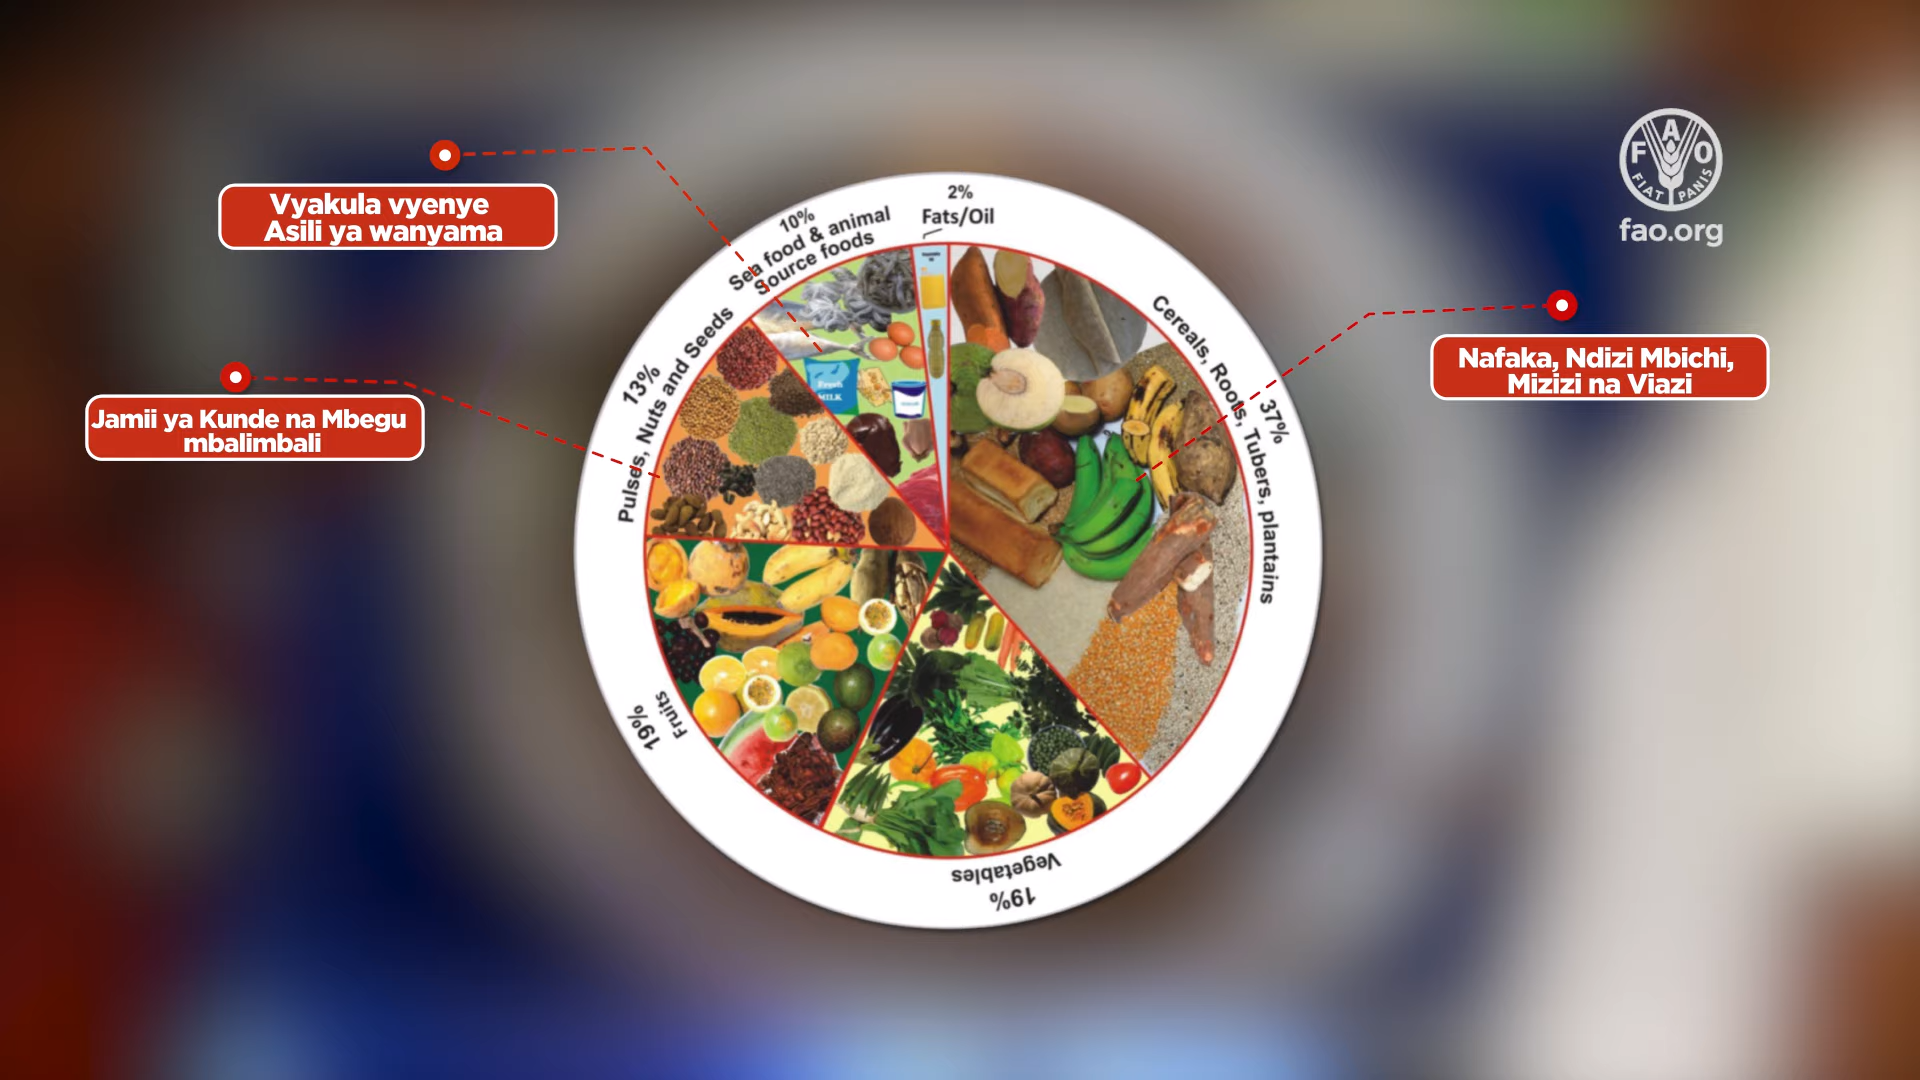 Vyakula vyenye
Asili ya wanyama
Jamii ya Kunde na Mbegu
mbalimbali
Nafaka, Ndizi Mbichi,
Mizizi na Viazi
2%
Fats/Oil
10%
Sea food & animal
Source foods
13%
Pulses, Nuts and Seeds
37%
Cereals, Roots, Tubers, plantains
19%
Fruits
Vegetables
19%
Fresh
MILK
F A O
FIAT PANIS
fao.org